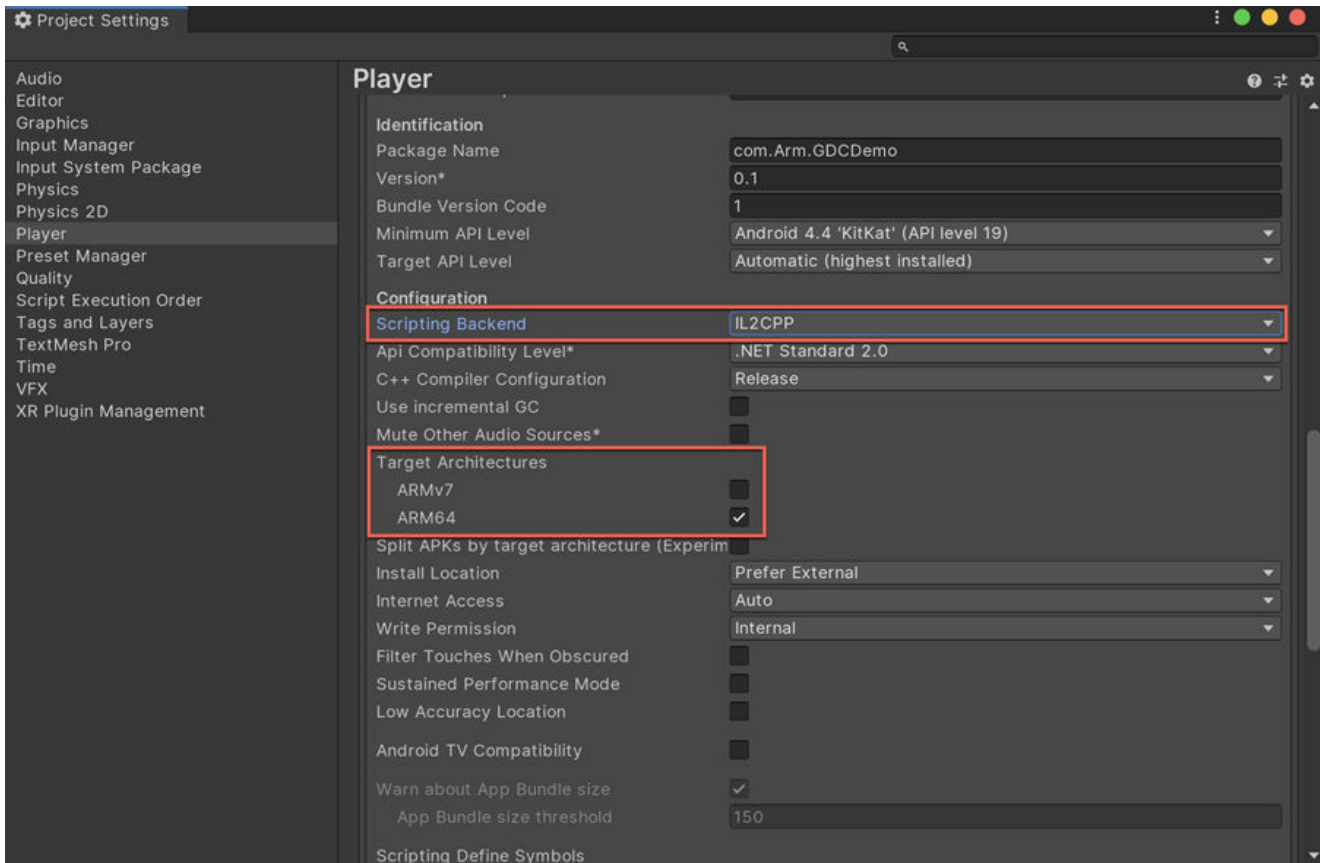 Project Settings
Audio
Editor
Graphics
Input Manager
Input System Package
Physics
Physics 2D
Player
Preset Manager
Quality
Script Execution Order
Tags and Layers
TextMesh Pro
Time
VFX
XR Plugin Management
Player
Identification
Package Name com.Arm.GDCDemo
Version* 0.1
Bundle Version Code 1
Minimum API Level Android 4.4 'KitKat' (API level 19)
Target API Level Automatic (highest installed)
Configuration
Scripting Backend IL2CPP
Api Compatibility Level* .NET Standard 2.0
C++ Compiler Configuration Release
Use incremental GC
Mute Other Audio Sources*
Target Architectures
ARMv7
ARM64
Split APKs by target architecture (Experim
Install Location Prefer External
Internet Access Auto
Write Permission Internal
Filter Touches When Obscured
Sustained Performance Mode
Low Accuracy Location
Android TV Compatibility
Warn about App Bundle size
App Bundle size threshold 150
Scripting Define Symbols